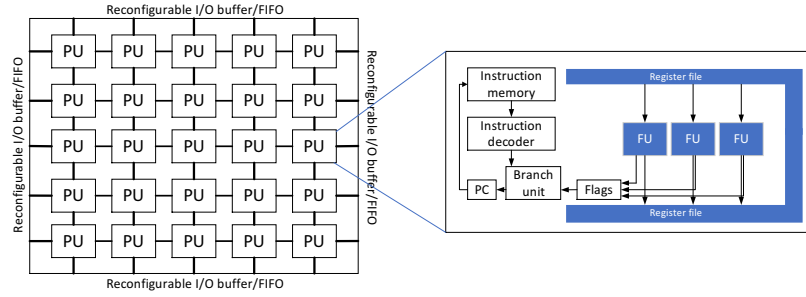 Reconfigurable I/O buffer/FIFO
Reconfigurable I/O buffer/FIFO
PU PU PU PU PU
PU PU PU PU PU
PU PU PU PU PU
PU PU PU PU PU
PU PU PU PU PU
Reconfigurable I/O buffer/FIFO
Reconfigurable I/O buffer/FIFO
Instruction
memory
Instruction
decoder
Branch
unit
PC
Flags
Register file
FU FU FU
Register file